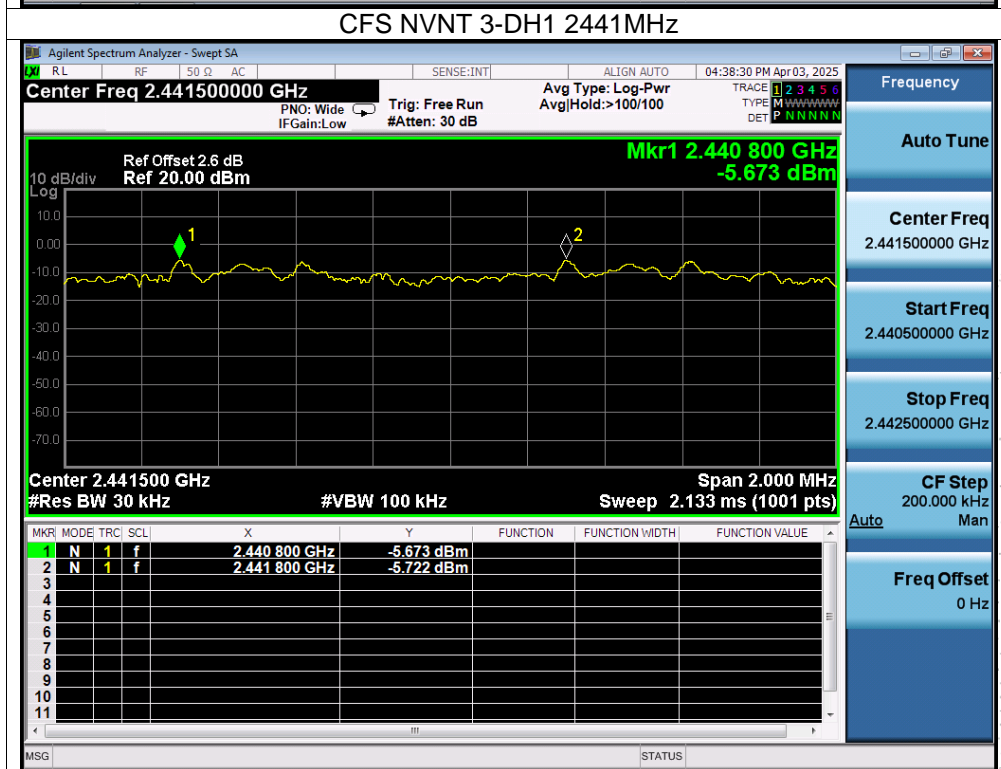 CFS NVNT 3-DH1 2441MHz
Agilent Spectrum Analyzer - Swept SA
LXI RL RF 50 Ω AC SENSE:INT ALIGN AUTO 04:38:30 PM Apr 03, 2025
Center Freq 2.441500000 GHz
PNO: Wide
IFGain:Low
Trig: Free Run
#Atten: 30 dB
Avg Type: Log-Pwr
Avg|Hold:>100/100
TRACE 1 2 3 4 5 6
TYPE M WWWWW
DET P N N N N N
Mkr1 2.440 800 GHz
-5.673 dBm
Ref Offset 2.6 dB
10 dB/div Ref 20.00 dBm
Log
10.0
0.00
-10.0
-20.0
-30.0
-40.0
-50.0
-60.0
-70.0
1
2
Center 2.441500 GHz Span 2.000 MHz
#Res BW 30 kHz #VBW 100 kHz Sweep 2.133 ms (1001 pts)
MKR MODE TRC SCL X Y FUNCTION FUNCTION WIDTH FUNCTION VALUE
1 N 1 f 2.440 800 GHz -5.673 dBm
2 N 1 f 2.441 800 GHz -5.722 dBm
3
4
5
6
7
8
9
10
11
MSG STATUS
Frequency
Auto Tune
Center Freq
2.441500000 GHz
Start Freq
2.440500000 GHz
Stop Freq
2.442500000 GHz
CF Step
200.000 kHz
Auto Man
Freq Offset
0 Hz